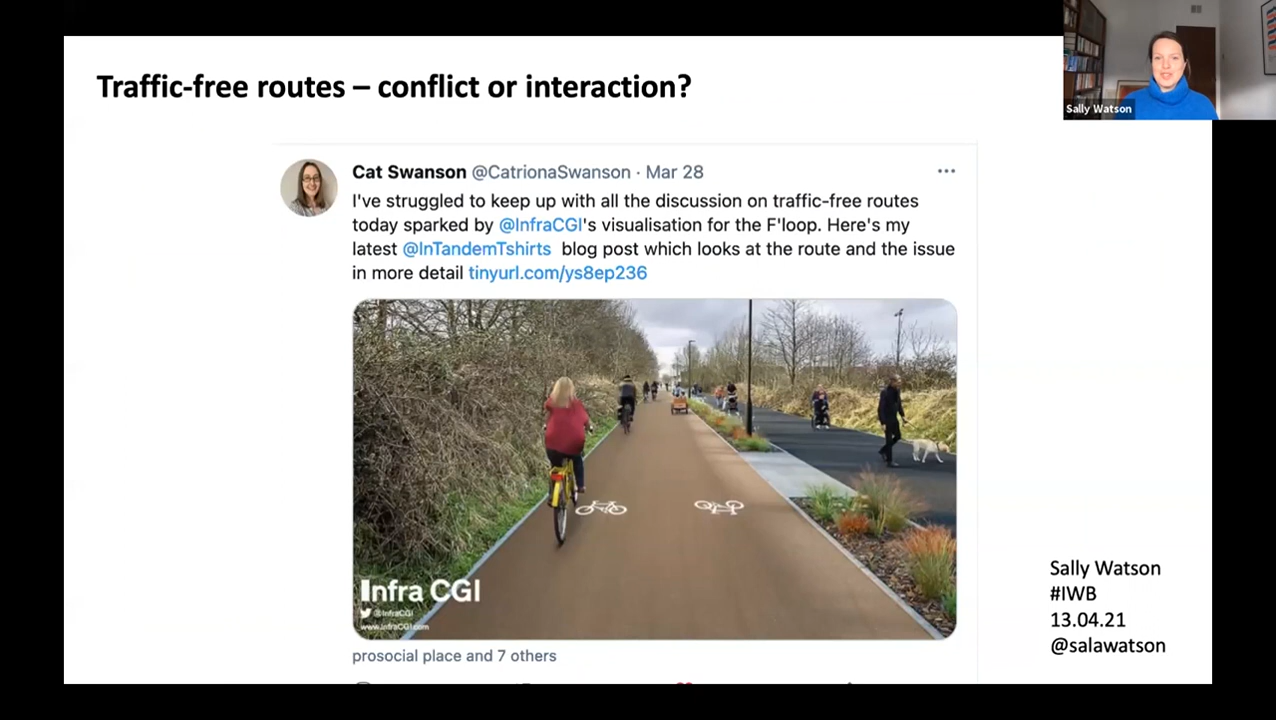 Traffic-free routes – conflict or interaction?
Sally Watson
Cat Swanson @CatrionaSwanson · Mar 28
I've struggled to keep up with all the discussion on traffic-free routes
today sparked by @InfraCGI's visualisation for the F'loop. Here's my
latest @InTandemTshirts blog post which looks at the route and the issue
in more detail tinyurl.com/ys8ep236
Infra CGI
@InfraCGI
www.InfraCGI.com
prosocial place and 7 others
Sally Watson
#IWB
13.04.21
@salawatson